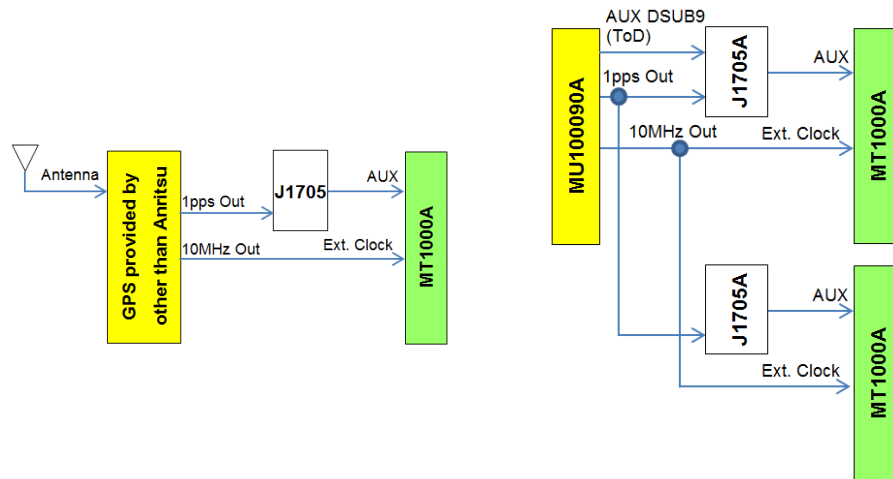 Antenna
GPS provided by
other than Anritsu
1pps Out
10MHz Out
J1705
AUX
Ext. Clock
MT1000A
MU100090A
AUX DSUB9
(ToD)
1pps Out
10MHz Out
J1705A
AUX
Ext. Clock
MT1000A
J1705A
AUX
Ext. Clock
MT1000A